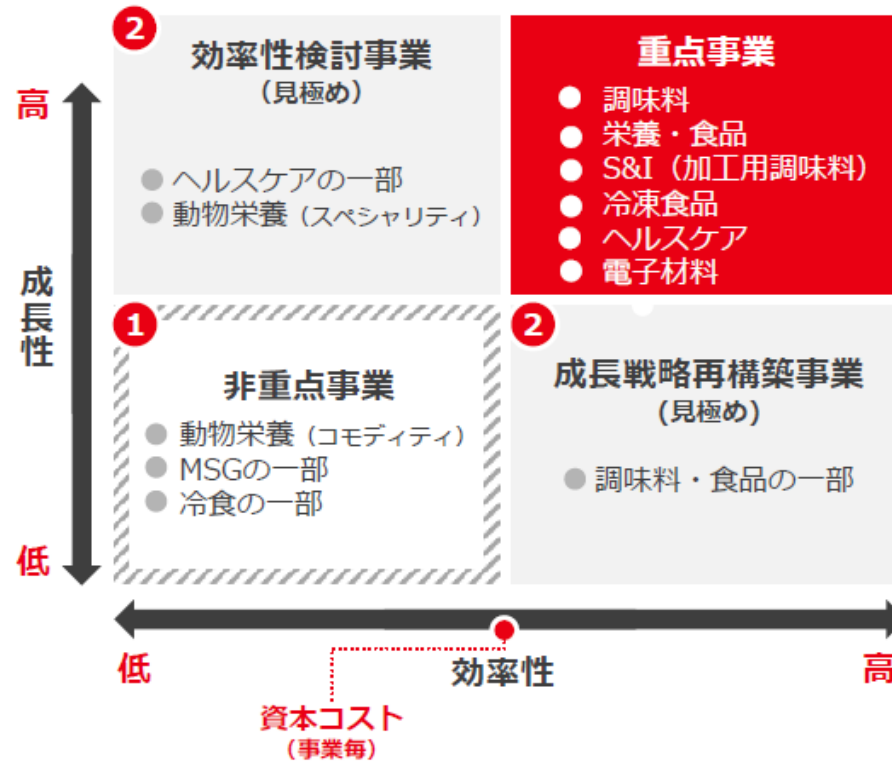 2
効率性検討事業
(見極め)
ヘルスケアの一部
動物栄養（スペシャリティ）
重点事業
調味料
栄養・食品
S&I（加工用調味料）
冷凍食品
ヘルスケア
電子材料
高
成長性
低
1
非重点事業
動物栄養（コモディティ）
MSGの一部
冷食の一部
2
成長戦略再構築事業
(見極め)
調味料・食品の一部
低
効率性
高
資本コスト
(事業毎)